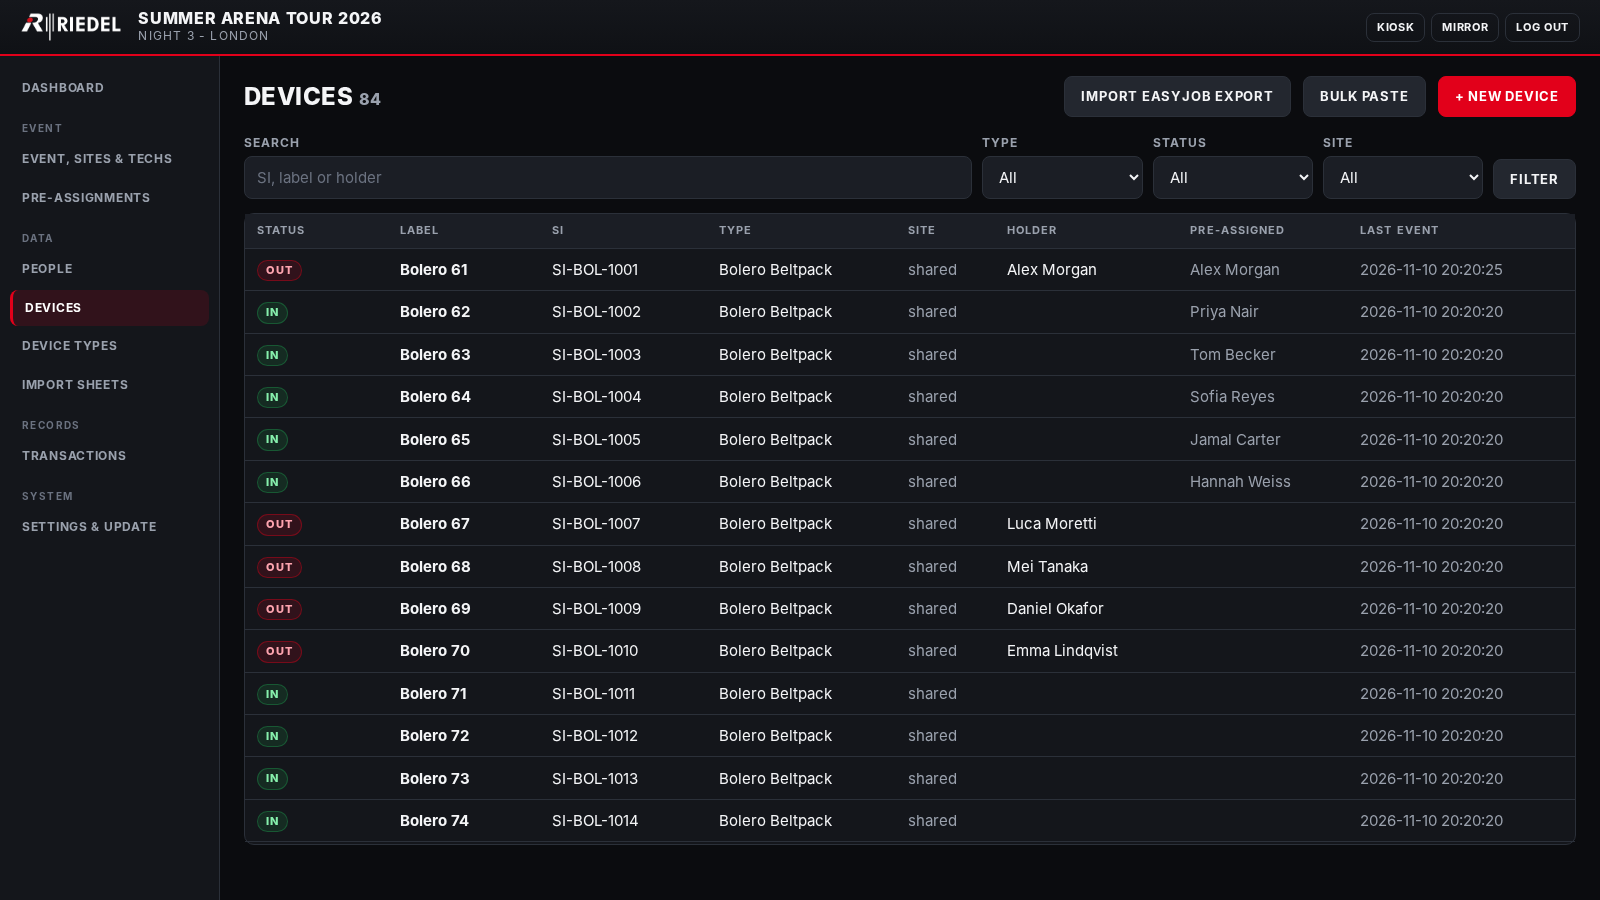 RIEDEL
SUMMER ARENA TOUR 2026
NIGHT 3 - LONDON
KIOSK MIRROR LOG OUT
DASHBOARD
EVENT
EVENT, SITES & TECHS
PRE-ASSIGNMENTS
DATA
PEOPLE
DEVICES
DEVICE TYPES
IMPORT SHEETS
RECORDS
TRANSACTIONS
SYSTEM
SETTINGS & UPDATE
DEVICES 84
IMPORT EASYJOB EXPORT BULK PASTE + NEW DEVICE
SEARCH TYPE STATUS SITE
SI, label or holder All All All FILTER
STATUS LABEL SI TYPE SITE HOLDER PRE-ASSIGNED LAST EVENT
OUT Bolero 61 SI-BOL-1001 Bolero Beltpack shared Alex Morgan Alex Morgan 2026-11-10 20:20:25
IN Bolero 62 SI-BOL-1002 Bolero Beltpack shared Priya Nair 2026-11-10 20:20:20
IN Bolero 63 SI-BOL-1003 Bolero Beltpack shared Tom Becker 2026-11-10 20:20:20
IN Bolero 64 SI-BOL-1004 Bolero Beltpack shared Sofia Reyes 2026-11-10 20:20:20
IN Bolero 65 SI-BOL-1005 Bolero Beltpack shared Jamal Carter 2026-11-10 20:20:20
IN Bolero 66 SI-BOL-1006 Bolero Beltpack shared Hannah Weiss 2026-11-10 20:20:20
OUT Bolero 67 SI-BOL-1007 Bolero Beltpack shared Luca Moretti 2026-11-10 20:20:20
OUT Bolero 68 SI-BOL-1008 Bolero Beltpack shared Mei Tanaka 2026-11-10 20:20:20
OUT Bolero 69 SI-BOL-1009 Bolero Beltpack shared Daniel Okafor 2026-11-10 20:20:20
OUT Bolero 70 SI-BOL-1010 Bolero Beltpack shared Emma Lindqvist 2026-11-10 20:20:20
IN Bolero 71 SI-BOL-1011 Bolero Beltpack shared 2026-11-10 20:20:20
IN Bolero 72 SI-BOL-1012 Bolero Beltpack shared 2026-11-10 20:20:20
IN Bolero 73 SI-BOL-1013 Bolero Beltpack shared 2026-11-10 20:20:20
IN Bolero 74 SI-BOL-1014 Bolero Beltpack shared 2026-11-10 20:20:20